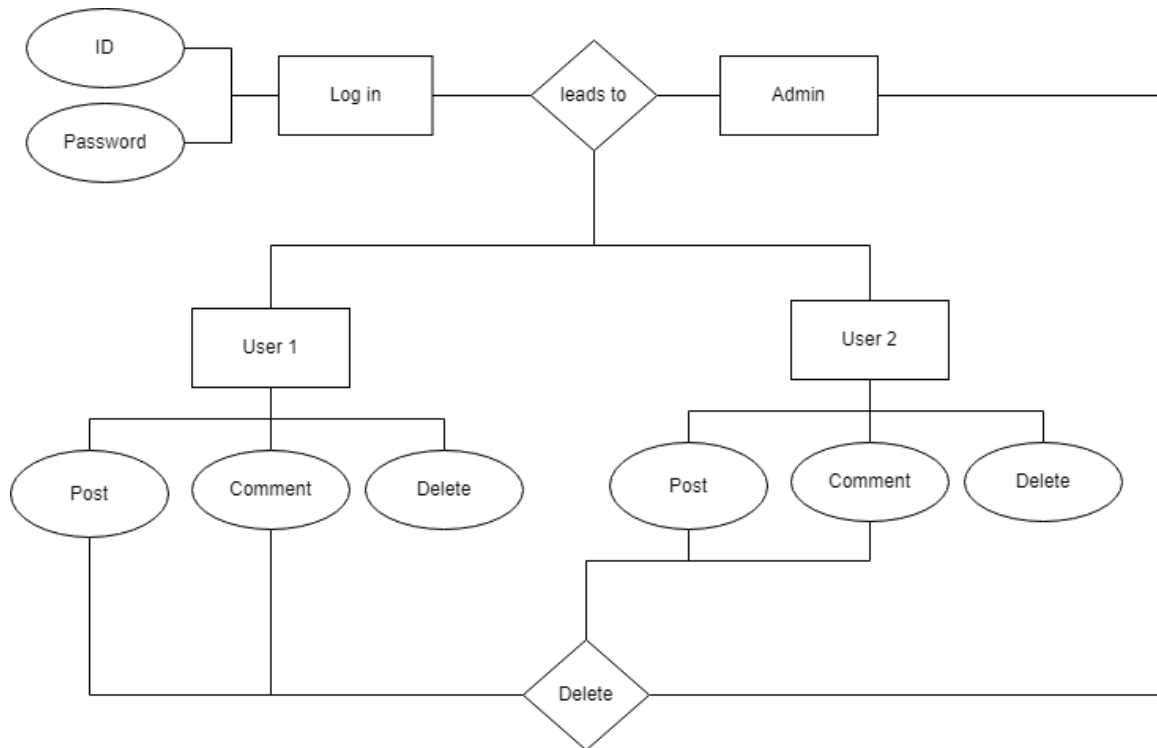 ID
Password
Log in
leads to
Admin
User 1
User 2
Post
Comment
Delete
Post
Comment
Delete
Delete